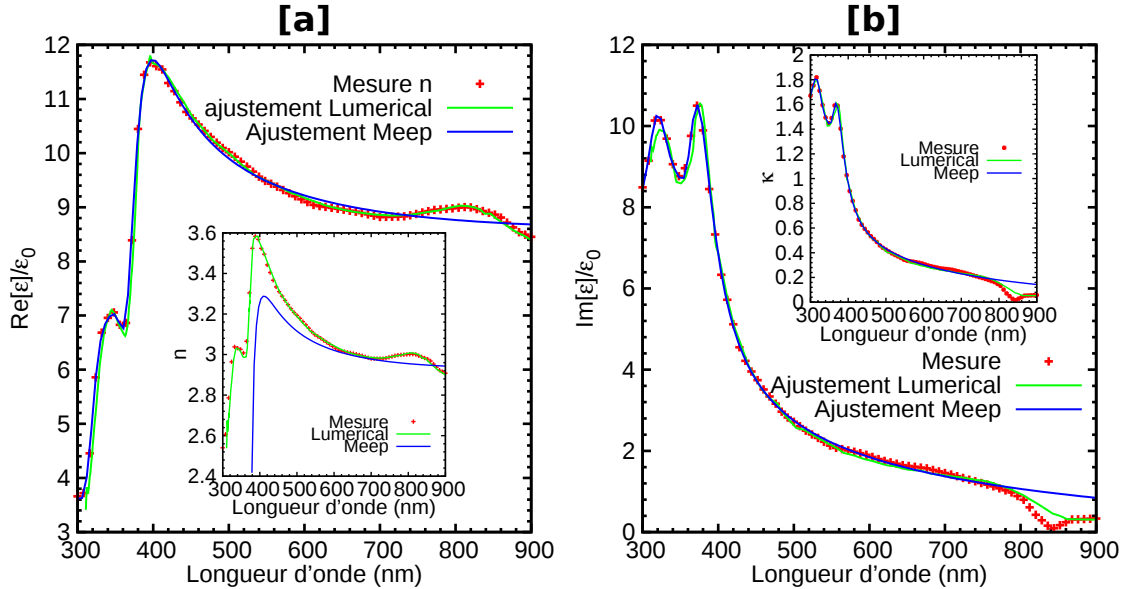 [a]
12
11
10
9
8
7
6
5
4
3
Re[ε]/ε0
300 400 500 600 700 800 900
Longueur d'onde (nm)
Mesure n
ajustement Lumerical
Ajustement Meep
3.6
3.4
3.2
3
2.8
2.6
2.4
n
300 400 500 600 700 800 900
Longueur d'onde (nm)
Mesure
Lumerical
Meep
[b]
12
10
8
6
4
2
0
Im[ε]/ε0
300 400 500 600 700 800 900
Longueur d'onde (nm)
2
1.8
1.6
1.4
1.2
1
0.8
0.6
0.4
0.2
0
κ
300 400 500 600 700 800 900
Longueur d'onde (nm)
Mesure
Lumerical
Meep
Mesure
Ajustement Lumerical
Ajustement Meep